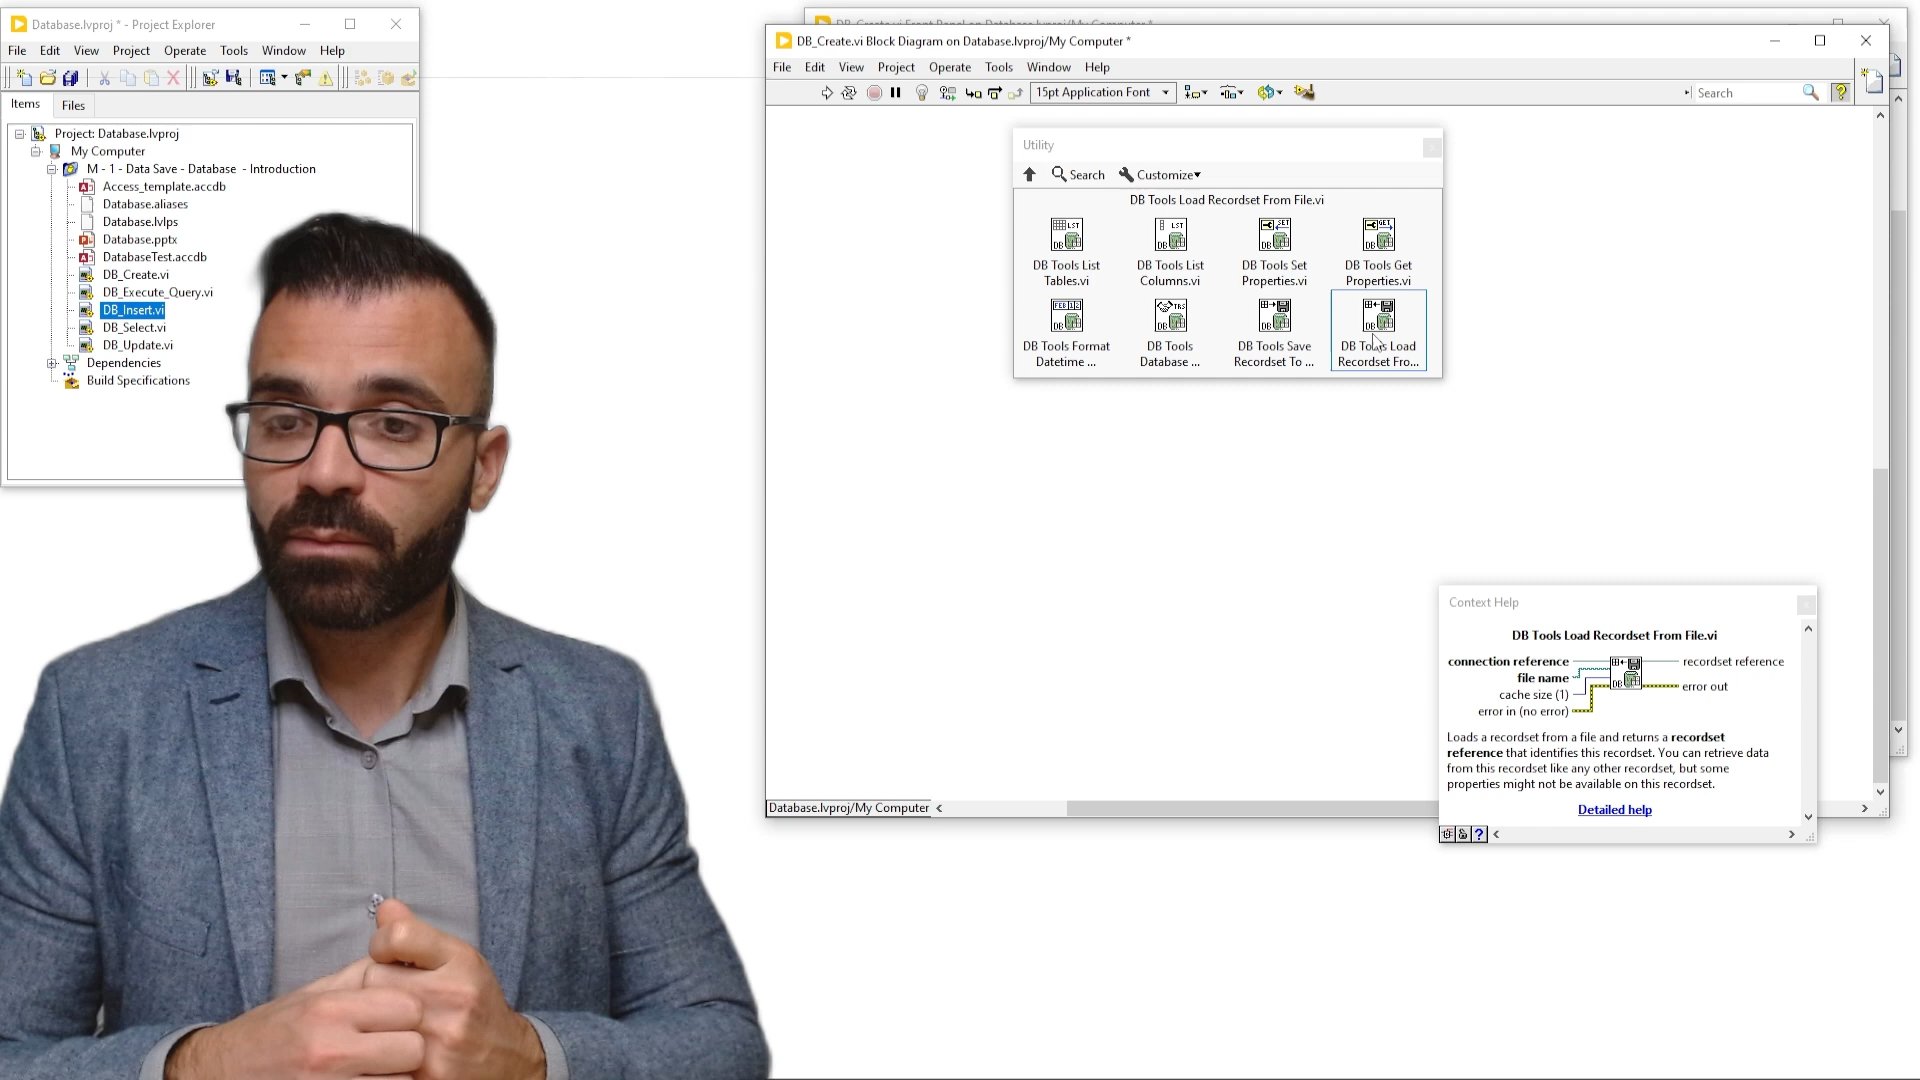 Database.lvproj * - Project Explorer
File Edit View Project Operate Tools Window Help
Items Files
Project: Database.lvproj
My Computer
M - 1 - Data Save - Database - Introduction
Access_template.accdb
Database.aliases
Database.lvlps
Database.pptx
DatabaseTest.accdb
DB_Create.vi
DB_Execute_Query.vi
DB_Insert.vi
DB_Select.vi
DB_Update.vi
Dependencies
Build Specifications
DB_Create.vi Front Panel on Database.lvproj/My Computer *
DB_Create.vi Block Diagram on Database.lvproj/My Computer *
File Edit View Project Operate Tools Window Help
15pt Application Font
Search
Utility
Search Customize
DB Tools Load Recordset From File.vi
DB Tools List Tables.vi
DB Tools List Columns.vi
DB Tools Set Properties.vi
DB Tools Get Properties.vi
DB Tools Format Datetime ...
DB Tools Database ...
DB Tools Save Recordset To ...
DB Tools Load Recordset Fro...
Database.lvproj/My Computer
Context Help
DB Tools Load Recordset From File.vi
connection reference
file name
cache size (1)
error in (no error)
recordset reference
error out
Loads a recordset from a file and returns a recordset
reference that identifies this recordset. You can retrieve data
from this recordset like any other recordset, but some
properties might not be available on this recordset.
Detailed help